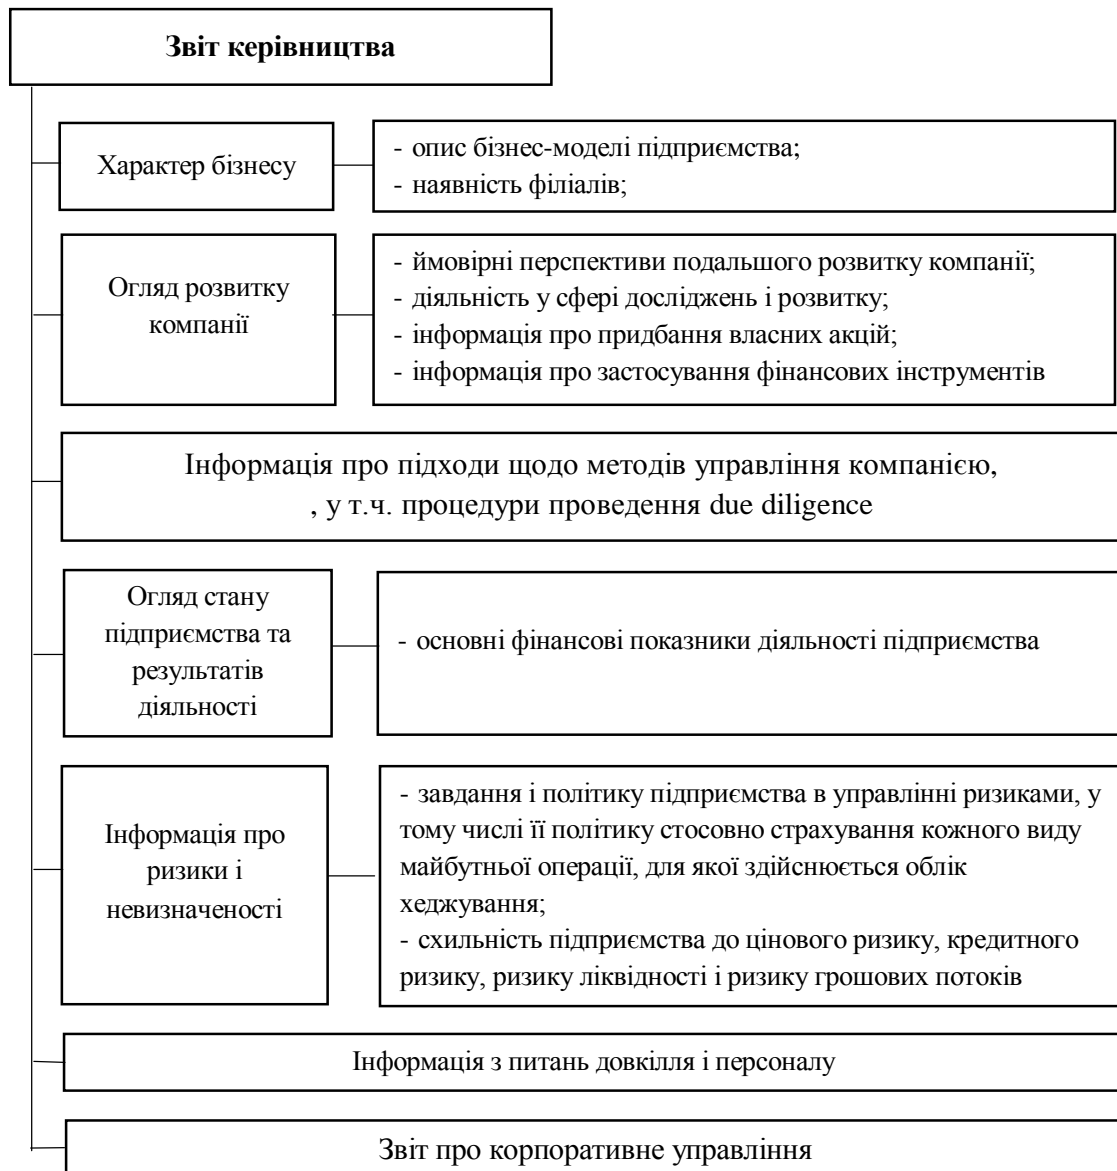 Звіт керівництва
Характер бізнесу
- опис бізнес-моделі підприємства;
- наявність філіалів;
Огляд розвитку
компанії
- ймовірні перспективи подальшого розвитку компанії;
- діяльність у сфері досліджень і розвитку;
- інформація про придбання власних акцій;
- інформація про застосування фінансових інструментів
Інформація про підходи щодо методів управління компанією,
, у т.ч. процедури проведення due diligence
Огляд стану
підприємства та
результатів
діяльності
- основні фінансові показники діяльності підприємства
Інформація про
ризики і
невизначеності
- завдання і політику підприємства в управлінні ризиками, у
тому числі її політику стосовно страхування кожного виду
майбутньої операції, для якої здійснюється облік
хеджування;
- схильність підприємства до цінового ризику, кредитного
ризику, ризику ліквідності і ризику грошових потоків
Інформація з питань довкілля і персоналу
Звіт про корпоративне управління